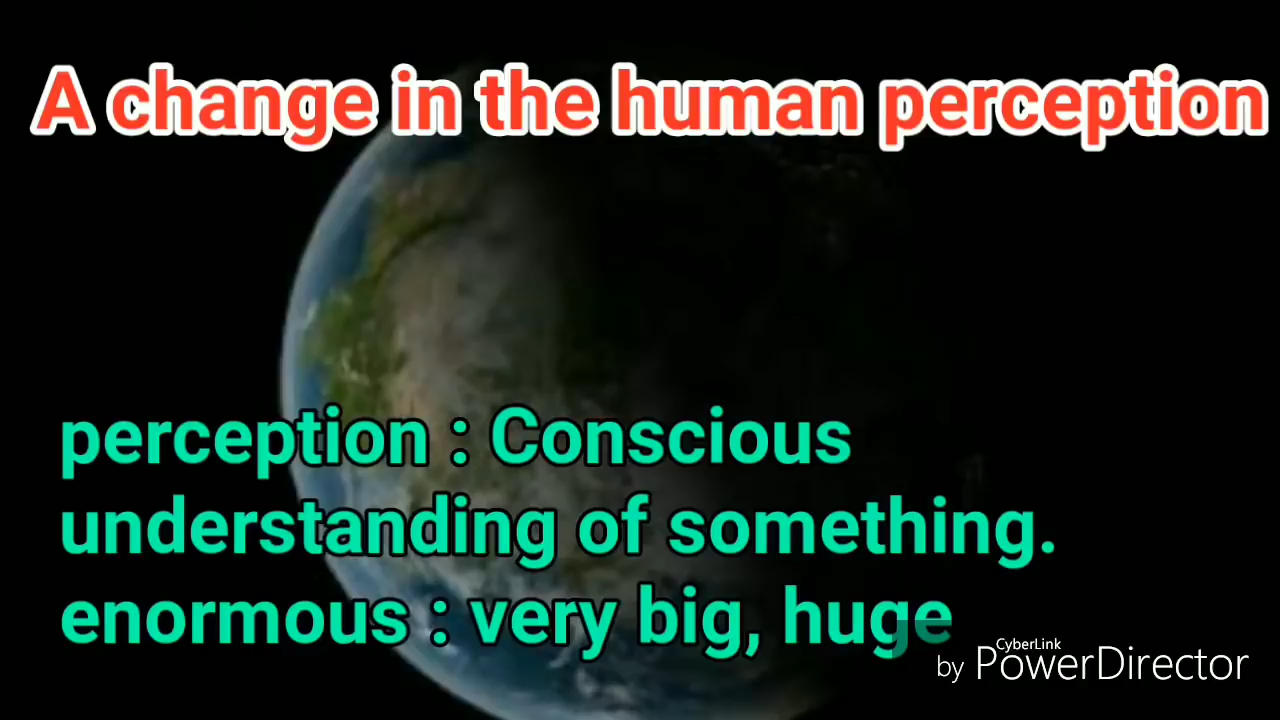 A change in the human perception
perception : Conscious
understanding of something.
enormous : very big, huge
CyberLink
by PowerDirector